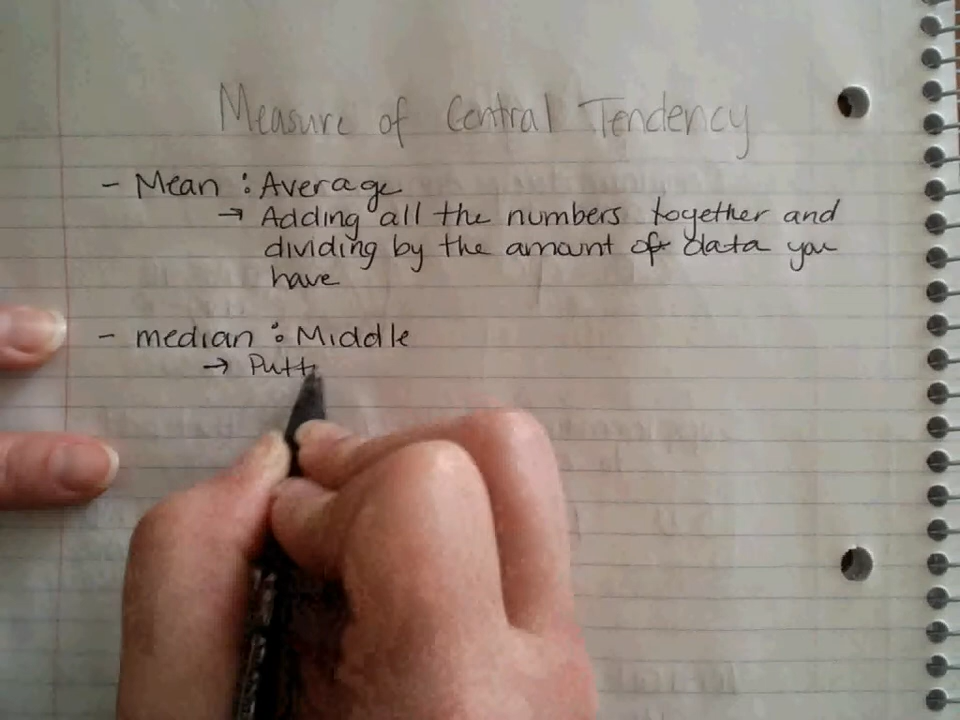 Measure of Central Tendency
- Mean : Average
→ Adding all the numbers together and
dividing by the amount of data you
have
- median : Middle
→ Putt